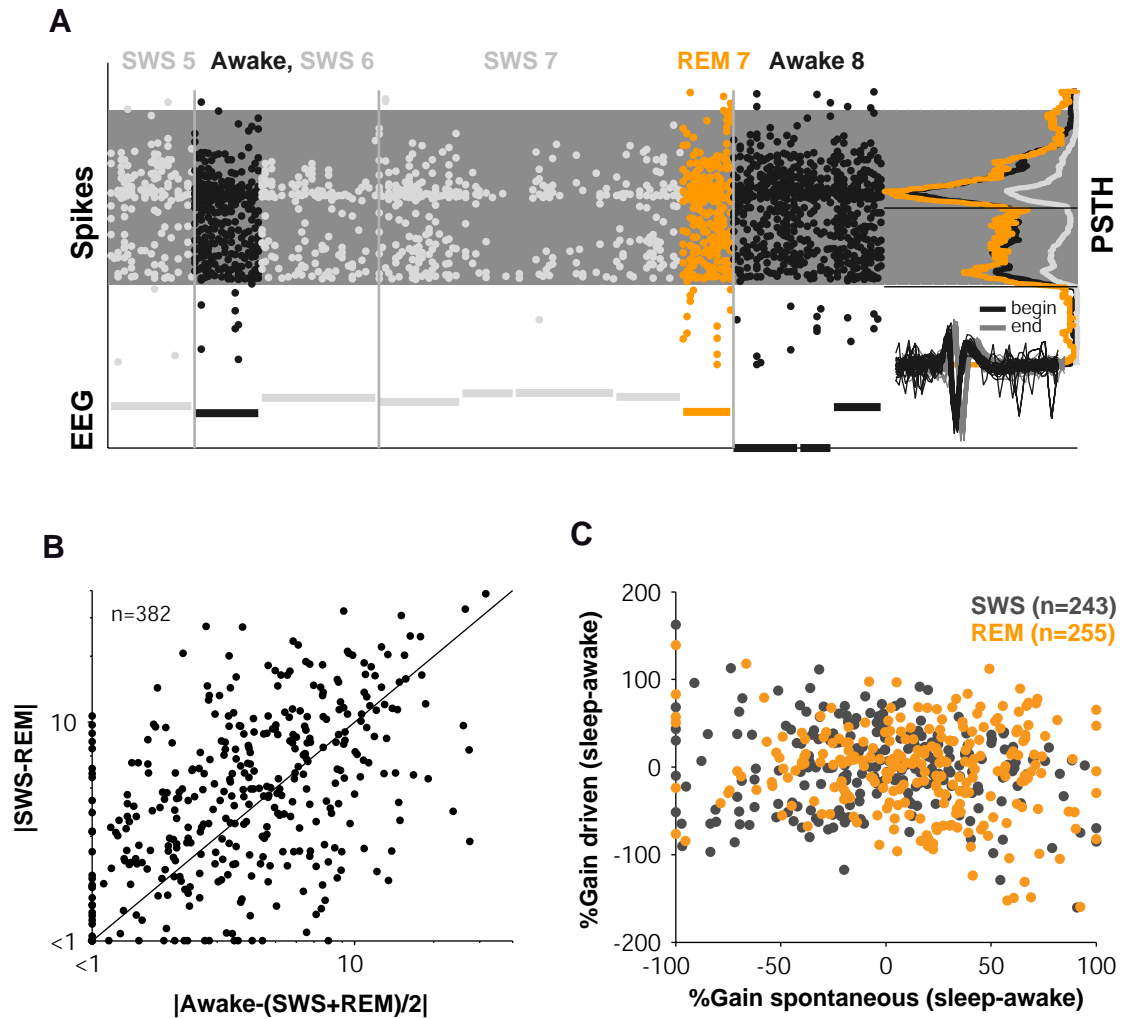 A
SWS 5 Awake, SWS 6 SWS 7 REM 7 Awake 8
Spikes
PSTH
begin
end
EEG
B
n=382
|SWS-REM|
10
<1
<1 10
|Awake-(SWS+REM)/2|
C
SWS (n=243)
REM (n=255)
%Gain driven (sleep-awake)
200
100
0
-100
-200
-100 -50 0 50 100
%Gain spontaneous (sleep-awake)